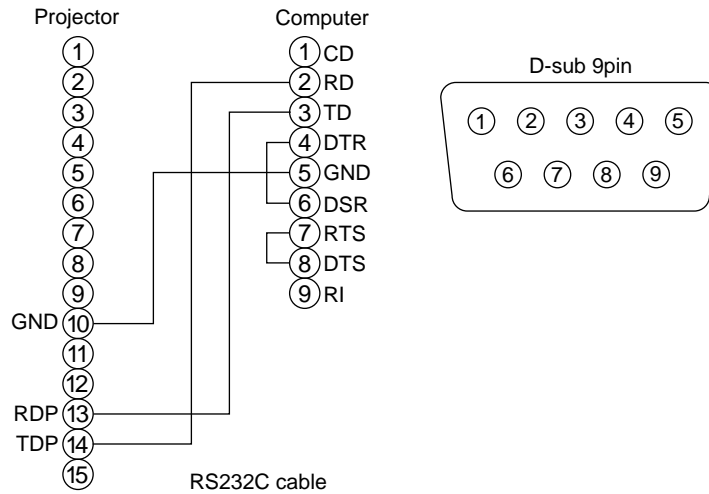 Projector
1
2
3
4
5
6
7
8
9
GND 10
11
12
RDP 13
TDP 14
15
Computer
1 CD
2 RD
3 TD
4 DTR
5 GND
6 DSR
7 RTS
8 DTS
9 RI
RS232C cable
D-sub 9pin
1 2 3 4 5
6 7 8 9